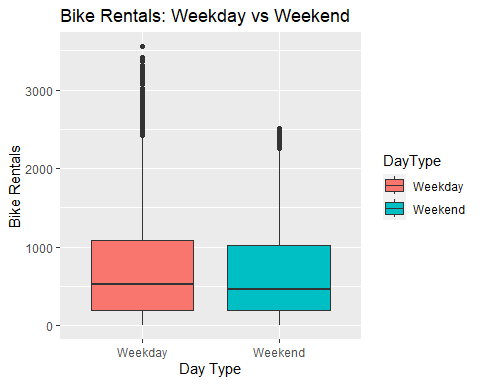 Bike Rentals: Weekday vs Weekend
Bike Rentals
3000
2000
1000
0
Weekday
Weekend
Day Type
DayType
Weekday
Weekend